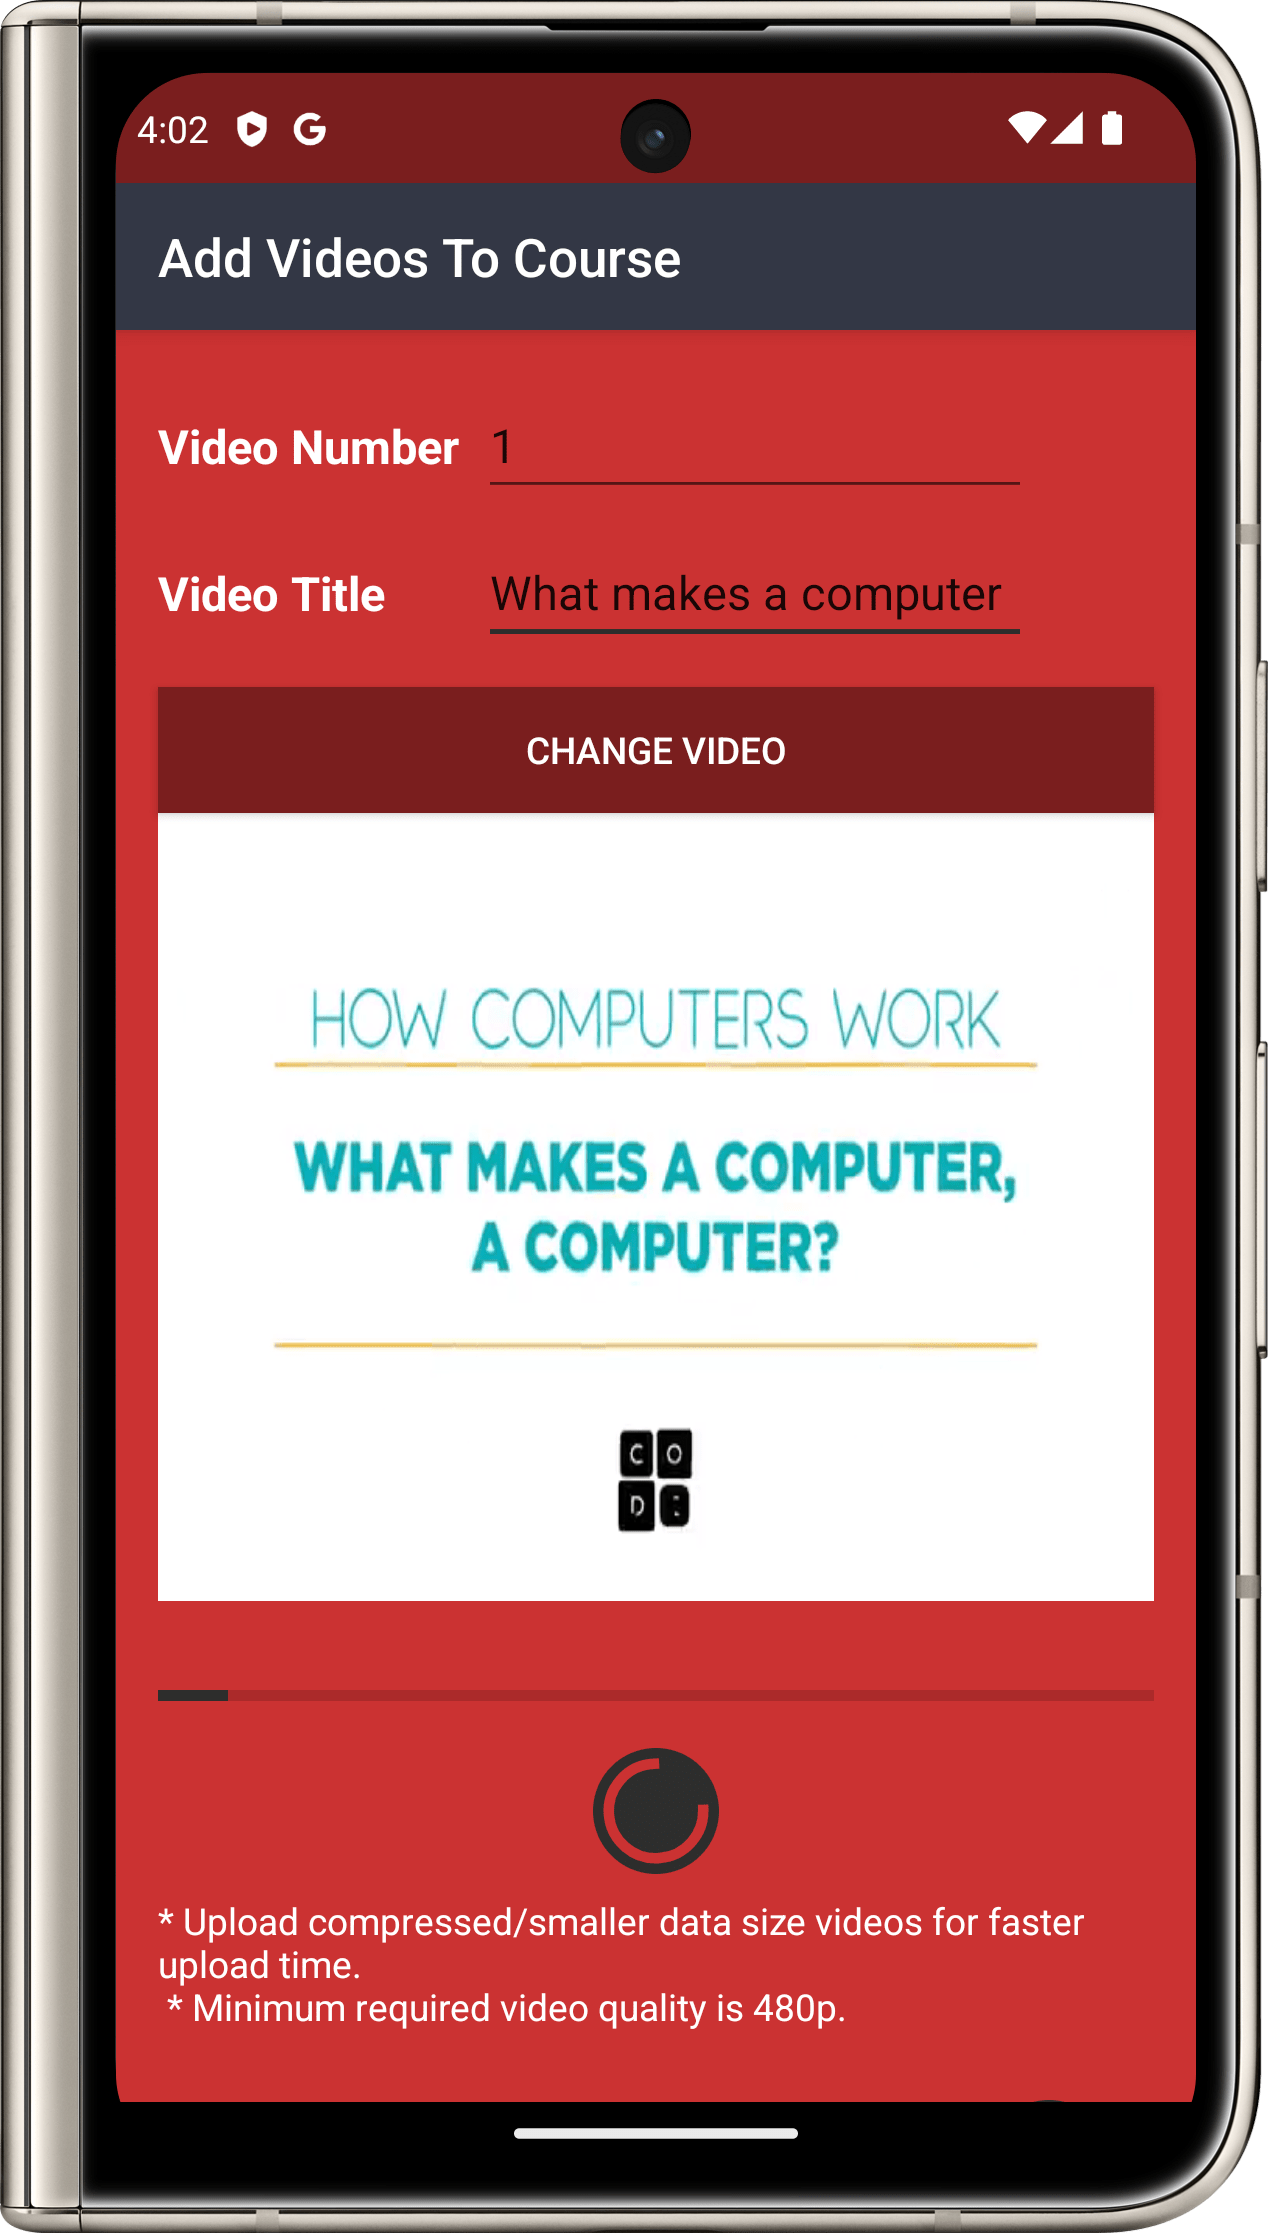 4:02
Add Videos To Course
Video Number 1
Video Title What makes a computer
CHANGE VIDEO
HOW COMPUTERS WORK
WHAT MAKES A COMPUTER,
A COMPUTER?
C O
D :
* Upload compressed/smaller data size videos for faster
upload time.
* Minimum required video quality is 480p.